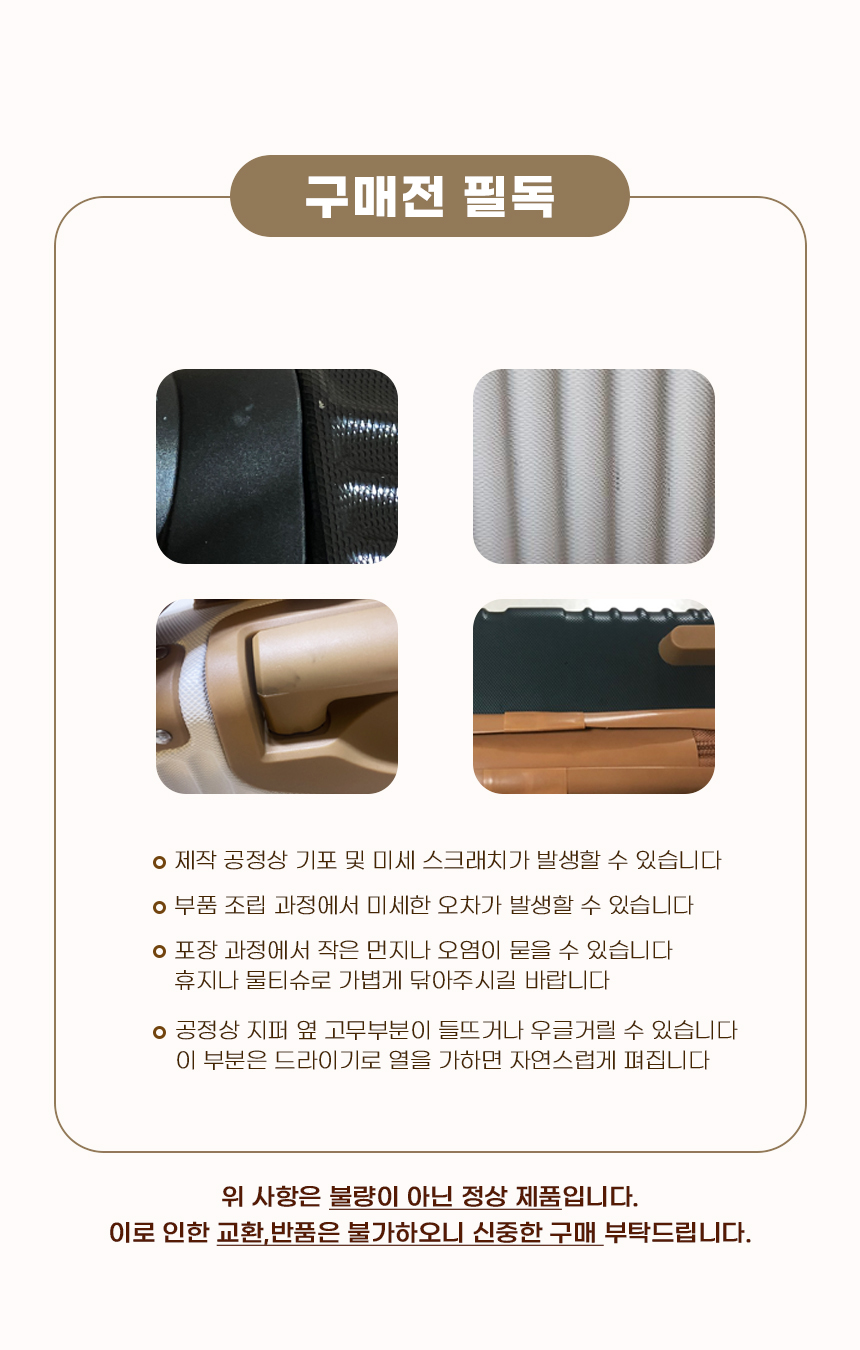 구매전 필독
제작 공정상 기포 및 미세 스크래치가 발생할 수 있습니다
부품 조립 과정에서 미세한 오차가 발생할 수 있습니다
포장 과정에서 작은 먼지나 오염이 묻을 수 있습니다
휴지나 물티슈로 가볍게 닦아주시길 바랍니다
공정상 지퍼 옆 고무부분이 들뜨거나 우글거릴 수 있습니다
이 부분은 드라이기로 열을 가하면 자연스럽게 펴집니다
위 사항은 불량이 아닌 정상 제품입니다.
이로 인한 교환,반품은 불가하오니 신중한 구매 부탁드립니다.